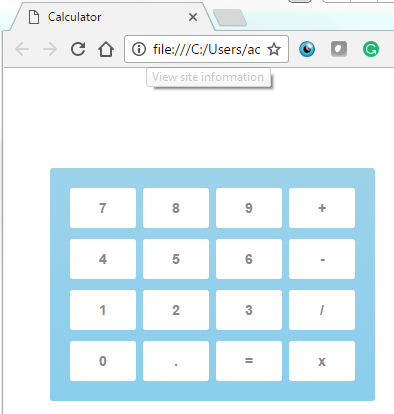 Calculator
file:///C:/Users/ac
View site information
7 8 9 +
4 5 6 -
1 2 3 /
0 . = x